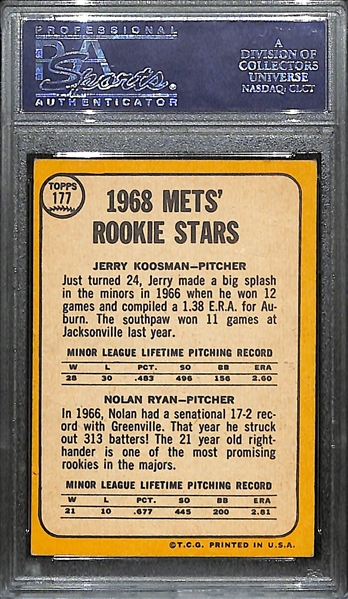 PROFESSIONAL
PSA
Sports
AUTHENTICATOR
A
DIVISION OF
COLLECTORS
UNIVERSE
NASDAQ: CLCT
TOPPS
177
1968 METS'
ROOKIE STARS
JERRY KOOSMAN—PITCHER
Just turned 24, Jerry made a big splash
in the minors in 1966 when he won 12
games and compiled a 1.38 E.R.A. for Au-
burn. The southpaw won 11 games at
Jacksonville last year.
MINOR LEAGUE LIFETIME PITCHING RECORD
W L PCT. SO BB ERA
28 30 .483 496 156 2.60
NOLAN RYAN—PITCHER
In 1966, Nolan had a senational 17-2 rec-
ord with Greenville. That year he struck
out 313 batters! The 21 year old right-
hander is one of the most promising
rookies in the majors.
MINOR LEAGUE LIFETIME PITCHING RECORD
W L PCT. SO BB ERA
21 10 .677 445 200 2.81
©T.C.G. PRINTED IN U.S.A.